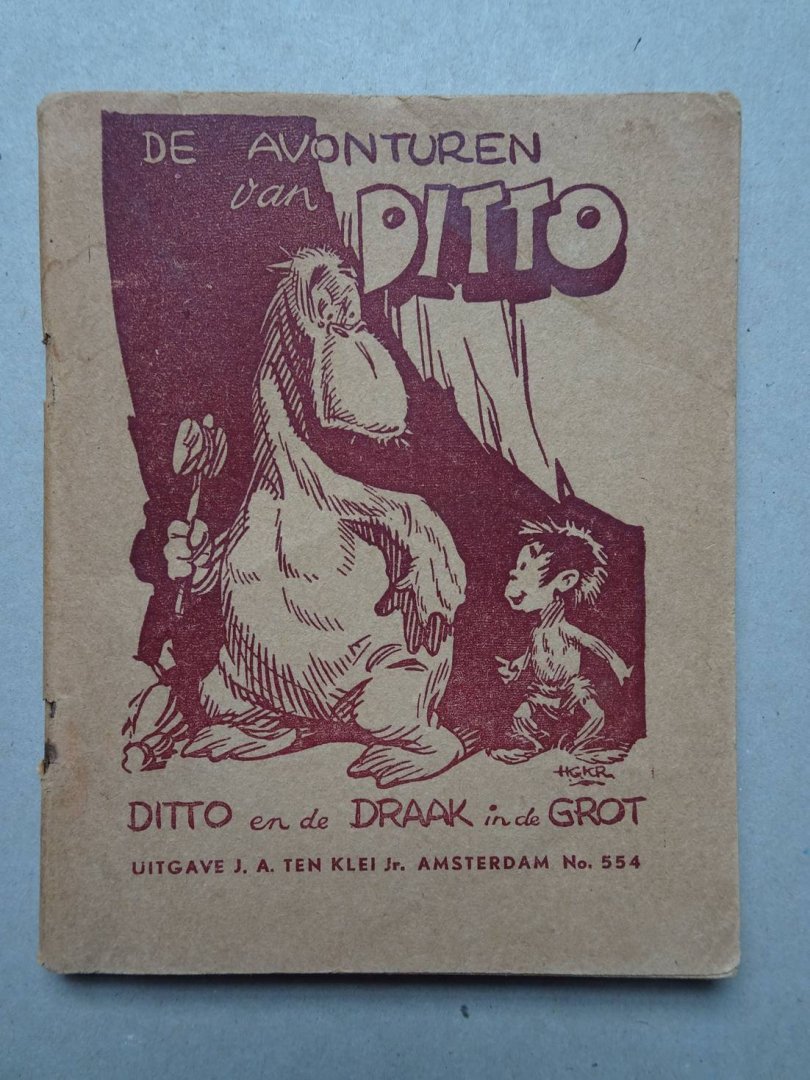 DE AVONTUREN
van DITTO
HGKR.
DITTO en de DRAAK in de GROT
UITGAVE J. A. TEN KLEI Jr. AMSTERDAM No. 554